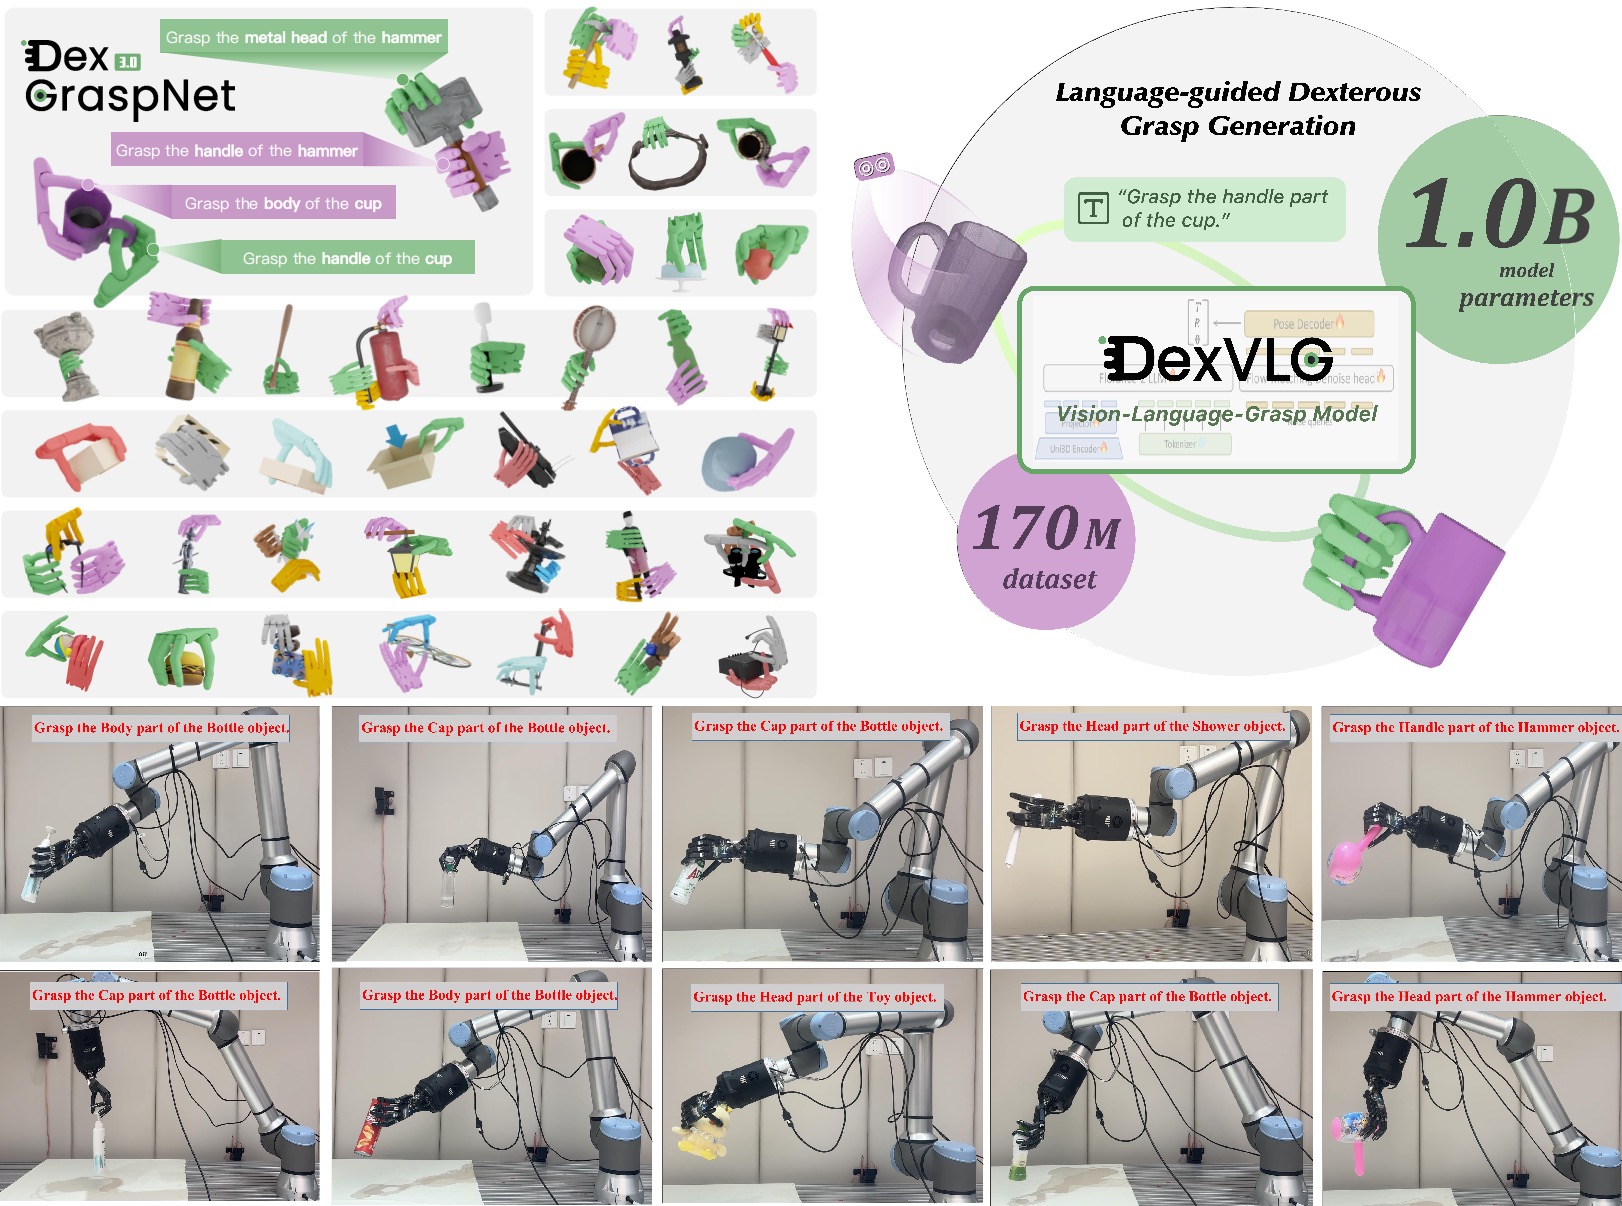 Dex 3.0
GraspNet
Grasp the metal head of the hammer
Grasp the handle of the hammer
Grasp the body of the cup
Grasp the handle of the cup
Language-guided Dexterous
Grasp Generation
T "Grasp the handle part
of the cup."
1.0B
model
parameters
T
R
θ
Pose Decoder
DexVLG
Vision-Language-Grasp Model
Projector
Uni3D Encoder
Tokenizer
170M
dataset
Grasp the Body part of the Bottle object.
Grasp the Cap part of the Bottle object.
Grasp the Cap part of the Bottle object.
Grasp the Head part of the Shower object.
Grasp the Handle part of the Hammer object.
Grasp the Cap part of the Bottle object.
Grasp the Body part of the Bottle object.
Grasp the Head part of the Toy object.
Grasp the Cap part of the Bottle object.
Grasp the Head part of the Hammer object.